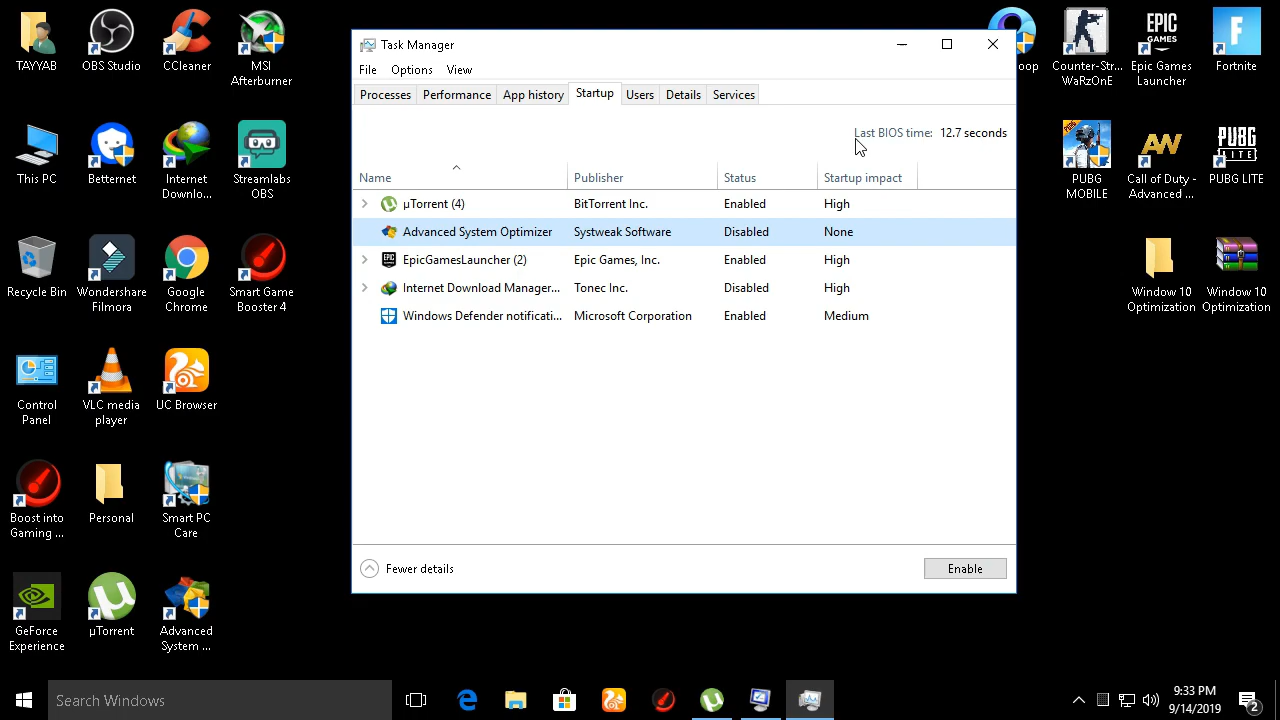 TAYYAB
OBS Studio
CCleaner
MSI
Afterburner
This PC
Betternet
Internet
Downlo...
Streamlabs
OBS
Recycle Bin
Wondershare
Filmora
Google
Chrome
Smart Game
Booster 4
Control
Panel
VLC media
player
UC Browser
Boost into
Gaming ...
Personal
Smart PC
Care
GeForce
Experience
µTorrent
Advanced
System ...
Task Manager
File Options View
Processes Performance App history Startup Users Details Services
Last BIOS time: 12.7 seconds
Name Publisher Status Startup impact
µTorrent (4) BitTorrent Inc. Enabled High
Advanced System Optimizer Systweak Software Disabled None
EpicGamesLauncher (2) Epic Games, Inc. Enabled High
Internet Download Manager... Tonec Inc. Disabled High
Windows Defender notificati... Microsoft Corporation Enabled Medium
Fewer details
Enable
oop
Counter-Str...
WaRzOnE
EPIC
GAMES
Epic Games
Launcher
Fortnite
PUBG
MOBILE
Call of Duty -
Advanced ...
PUBG
LITE
PUBG LITE
Window 10
Optimization
Window 10
Optimization
Search Windows
9:33 PM
9/14/2019
2